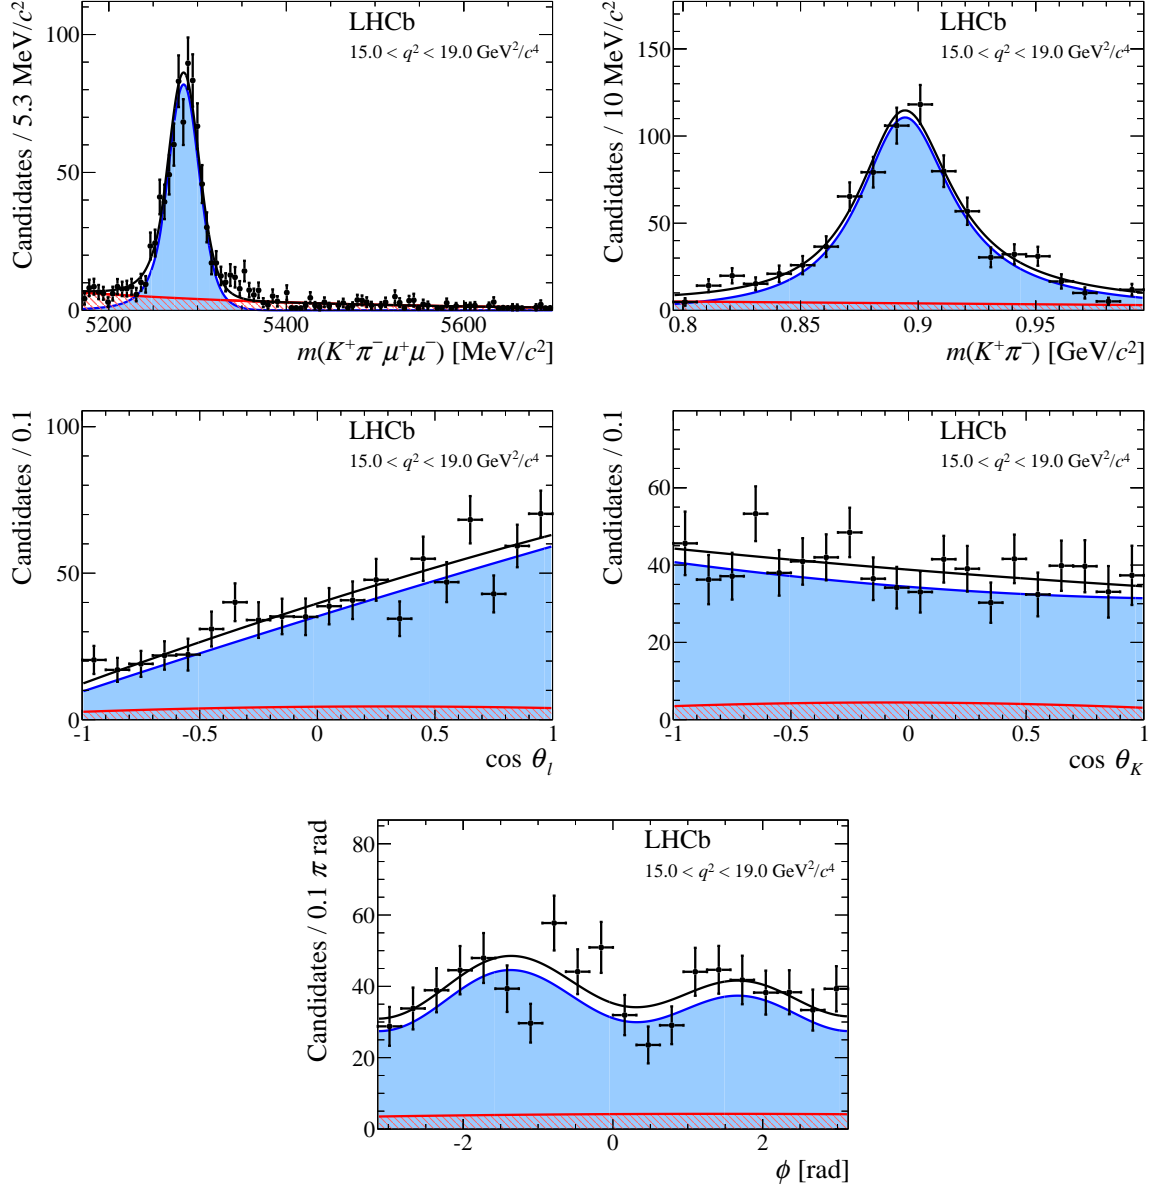 Candidates / 5.3 MeV/c²
100
50
0
LHCb
15.0 < q² < 19.0 GeV²/c⁴
5200 5400 5600
m(K⁺π⁻μ⁺μ⁻) [MeV/c²]
Candidates / 10 MeV/c²
150
100
50
0
LHCb
15.0 < q² < 19.0 GeV²/c⁴
0.8 0.85 0.9 0.95
m(K⁺π⁻) [GeV/c²]
Candidates / 0.1
100
50
0
LHCb
15.0 < q² < 19.0 GeV²/c⁴
-1 -0.5 0 0.5 1
cos θ_l
Candidates / 0.1
60
40
20
0
LHCb
15.0 < q² < 19.0 GeV²/c⁴
-1 -0.5 0 0.5 1
cos θ_K
Candidates / 0.1 π rad
80
60
40
20
0
LHCb
15.0 < q² < 19.0 GeV²/c⁴
-2 0 2
ϕ [rad]